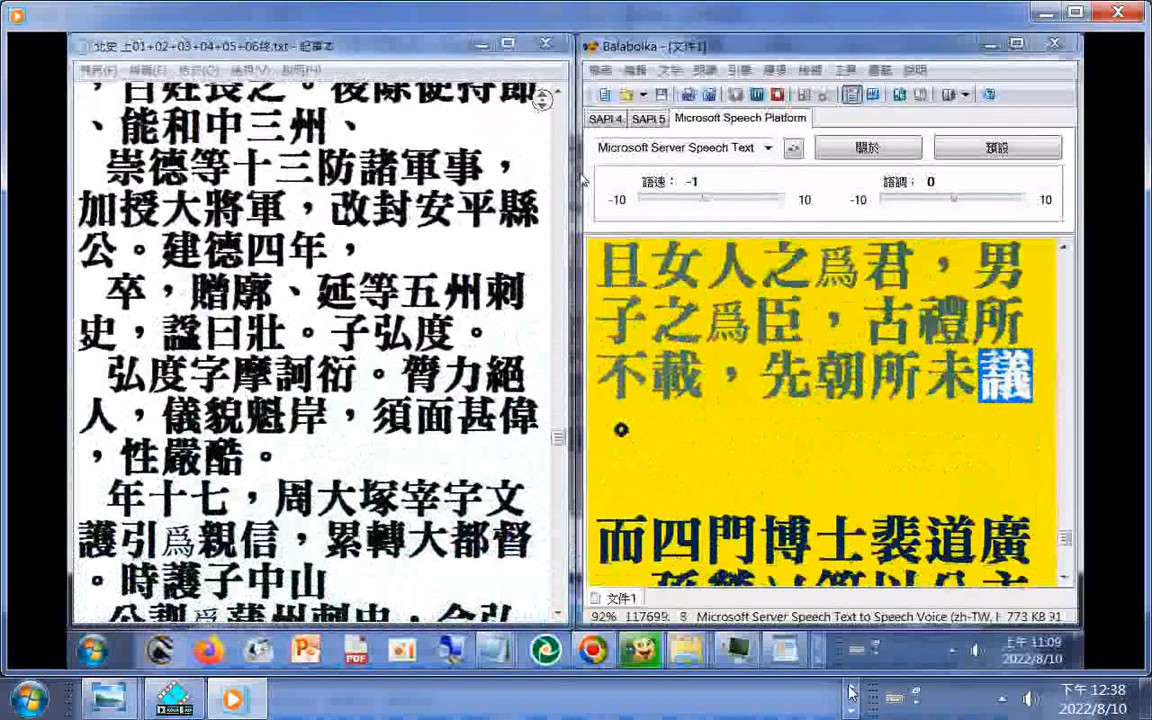 北史 上01+02+03+04+05+06终.txt - 記事本
，百姓畏之。後除使持節
、能和中三州、
崇德等十三防諸軍事，
加授大將軍，改封安平縣
公。建德四年，
卒，贈廓、延等五州刺
史，諡曰壯。子弘度。
弘度字摩訶衍。膂力絕
人，儀貌魁岸，須面甚偉
，性嚴酷。
年十七，周大塚宰宇文
護引爲親信，累轉大都督
。時護子中山
Balabolka - [文件1]
SAPI 4 SAPI 5 Microsoft Speech Platform
Microsoft Server Speech Text 關於 預設
語速： -1 語調： 0
-10 10 -10 10
且女人之爲君，男
子之爲臣，古禮所
不載，先朝所未議
。
而四門博士裴道廣
文件1
92% Microsoft Server Speech Text to Speech Voice (zh-TW, 773 KB
上午 11:09
2022/8/10
下午 12:38
2022/8/10